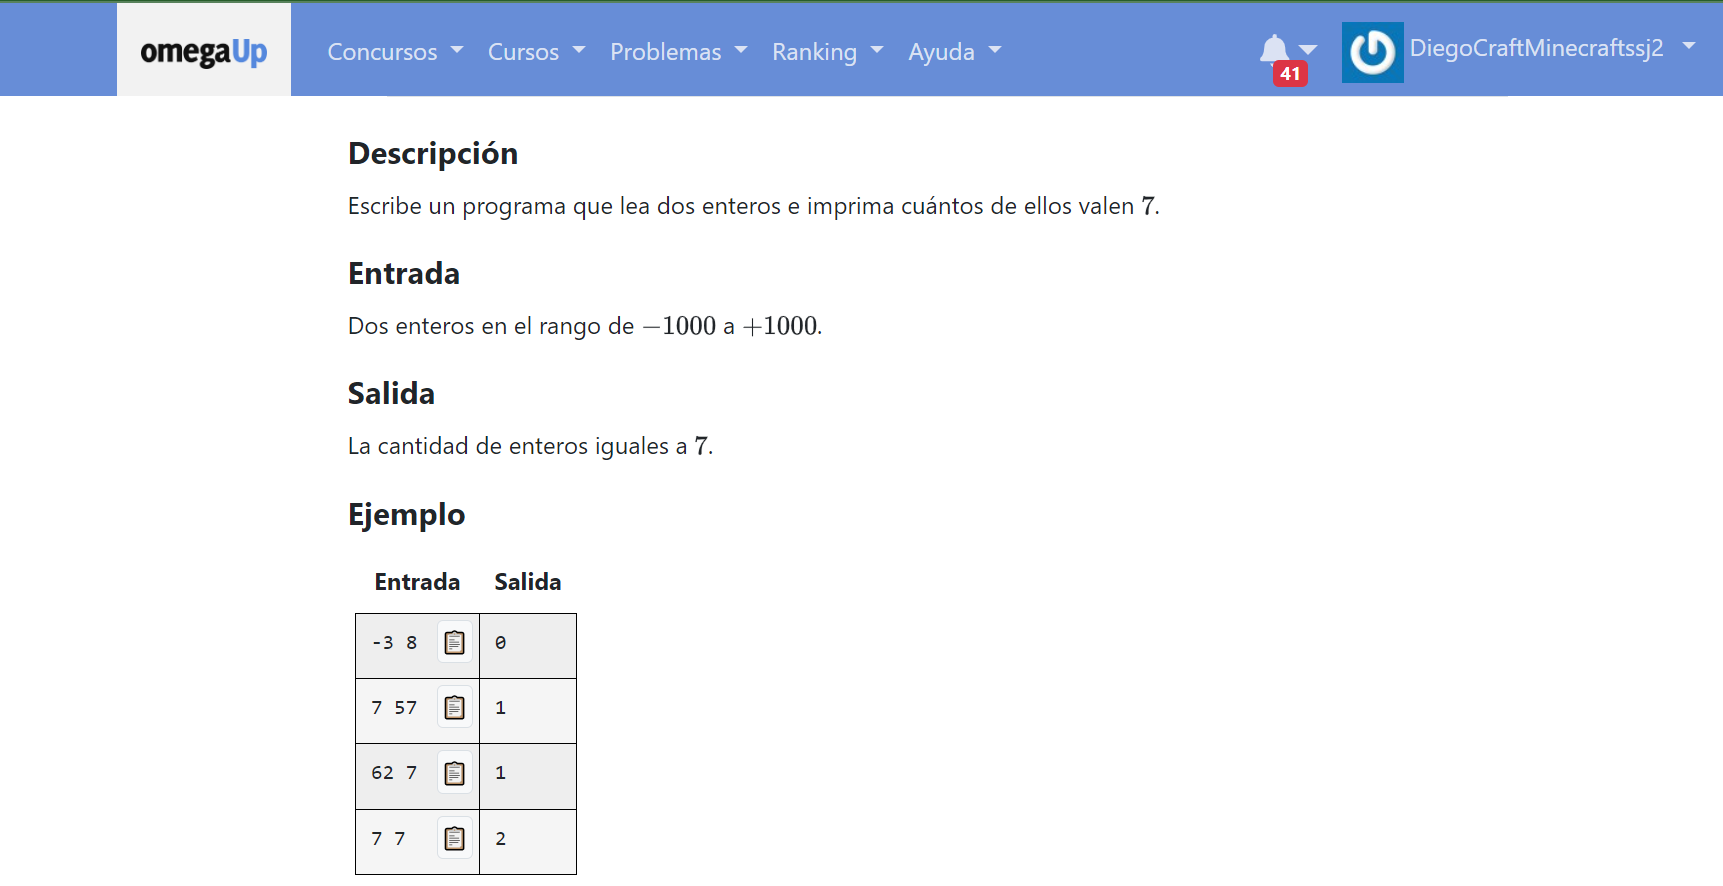 omegaUp Concursos Cursos Problemas Ranking Ayuda 41 DiegoCraftMinecraftssj2
Descripción
Escribe un programa que lea dos enteros e imprima cuántos de ellos valen 7.
Entrada
Dos enteros en el rango de −1000 a +1000.
Salida
La cantidad de enteros iguales a 7.
Ejemplo
Entrada Salida
-3 8 0
7 57 1
62 7 1
7 7 2